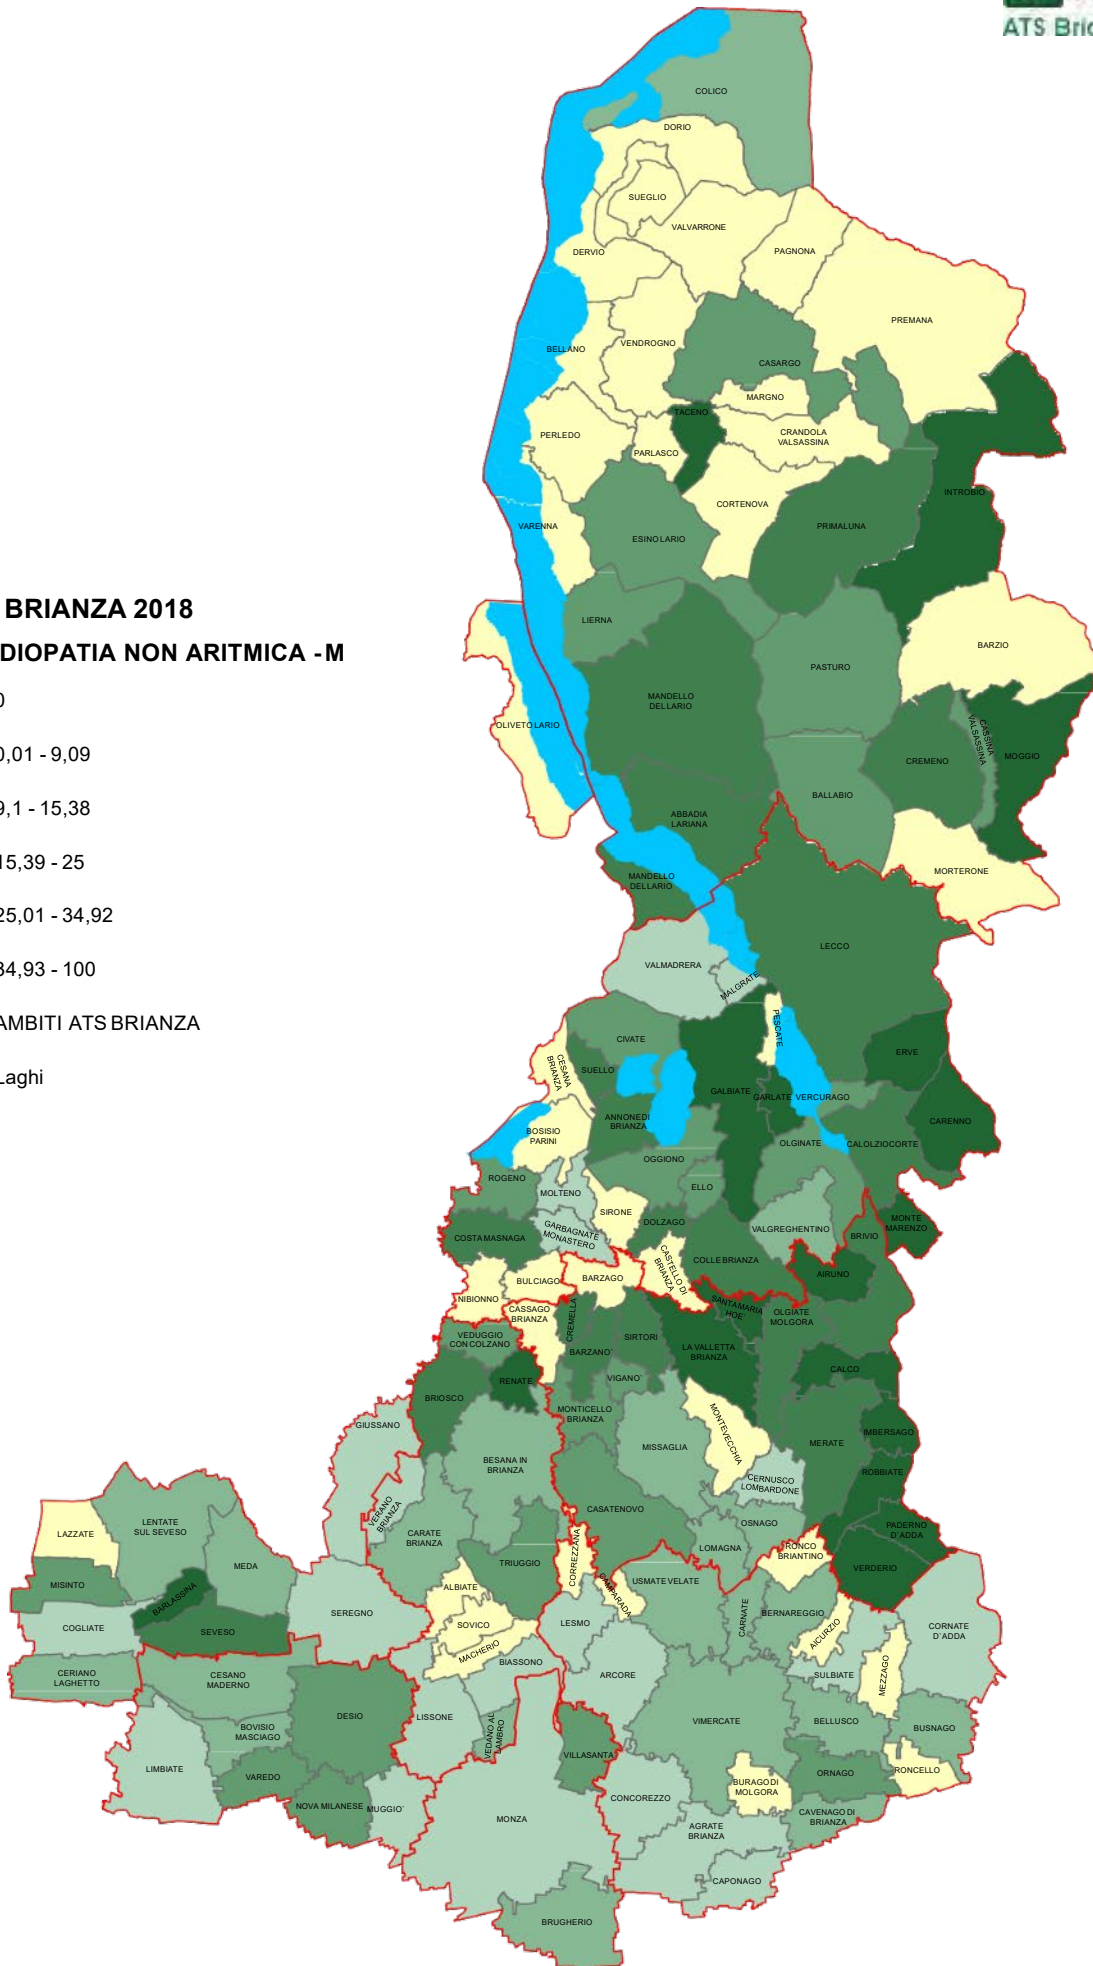 ATS Bri
BRIANZA 2018
DIOPATIA NON ARITMICA - M
0
0,01 - 9,09
9,1 - 15,38
15,39 - 25
25,01 - 34,92
34,93 - 100
AMBITI ATS BRIANZA
Laghi
COLICO
DORIO
SUEGLIO
VALVARRONE
PAGNONA
DERVIO
PREMANA
VENDROGNO
BELLANO
CASARGO
MARGNO
TACENO
CRANDOLA
VALSASSINA
PERLEDO
PARLASCO
INTROBIO
CORTENOVA
PRIMALUNA
VARENNA
ESINO LARIO
LIERNA
BARZIO
PASTURO
MANDELLO
DEL LARIO
OLIVETO LARIO
CASSINA
VALSASSINA
MOGGIO
CREMENO
BALLABIO
ABBADIA
LARIANA
MORTERONE
MANDELLO
DEL LARIO
LECCO
VALMADRERA
MALGRATE
PESCATE
CIVATE
ERVE
CESANA
BRIANZA
SUELLO
GALBIATE
GARLATE
VERCURAGO
CARENNO
ANNONE DI
BRIANZA
BOSISIO
PARINI
OLGINATE
CALOLZIOCORTE
OGGIONO
ROGENO
ELLO
MOLTENO
SIRONE
DOLZAGO
VALGREGHENTINO
MONTE
MARENZO
GARBAGNATE
MONASTERO
BRIVIO
COSTA MASNAGA
COLLE BRIANZA
CASTELLO DI
BRIANZA
AIRUNO
BULCIAGO
BARZAGO
NIBIONNO
CASSAGO
BRIANZA
SANTA MARIA
HOE'
OLGIATE
MOLGORA
CREMELLA
VEDUGGIO
CON COLZANO
SIRTORI
BARZANO'
LA VALLETTA
BRIANZA
CALCO
RENATE
VIGANO'
BRIOSCO
MONTICELLO
BRIANZA
MONTEVECCHIA
GIUSSANO
IMBERSAGO
MERATE
MISSAGLIA
BESANA IN
BRIANZA
ROBBIATE
CERNUSCO
LOMBARDONE
VERANO
BRIANZA
CASATENOVO
OSNAGO
PADERNO
D'ADDA
LENTATE
SUL SEVESO
LAZZATE
CARATE
BRIANZA
CORREZZANA
LOMAGNA
RONCO
BRIANTINO
MEDA
TRIUGGIO
VERDERIO
MISINTO
BARLASSINA
ALBIATE
CAMPARADA
USMATE VELATE
SEREGNO
CARNATE
BERNAREGGIO
COGLIATE
SEVESO
SOVICO
LESMO
AICURZIO
CORNATE
D'ADDA
MACHERIO
BIASSONO
ARCORE
SULBIATE
MEZZAGO
CERIANO
LAGHETTO
CESANO
MADERNO
DESIO
LISSONE
VEDANO AL
LAMBRO
VIMERCATE
BELLUSCO
BUSNAGO
BOVISIO
MASCIAGO
VILLASANTA
LIMBIATE
VAREDO
ORNAGO
RONCELLO
BURAGO DI
MOLGORA
CONCOREZZO
NOVA MILANESE
MUGGIO'
MONZA
CAVENAGO DI
BRIANZA
AGRATE
BRIANZA
CAPONAGO
BRUGHERIO